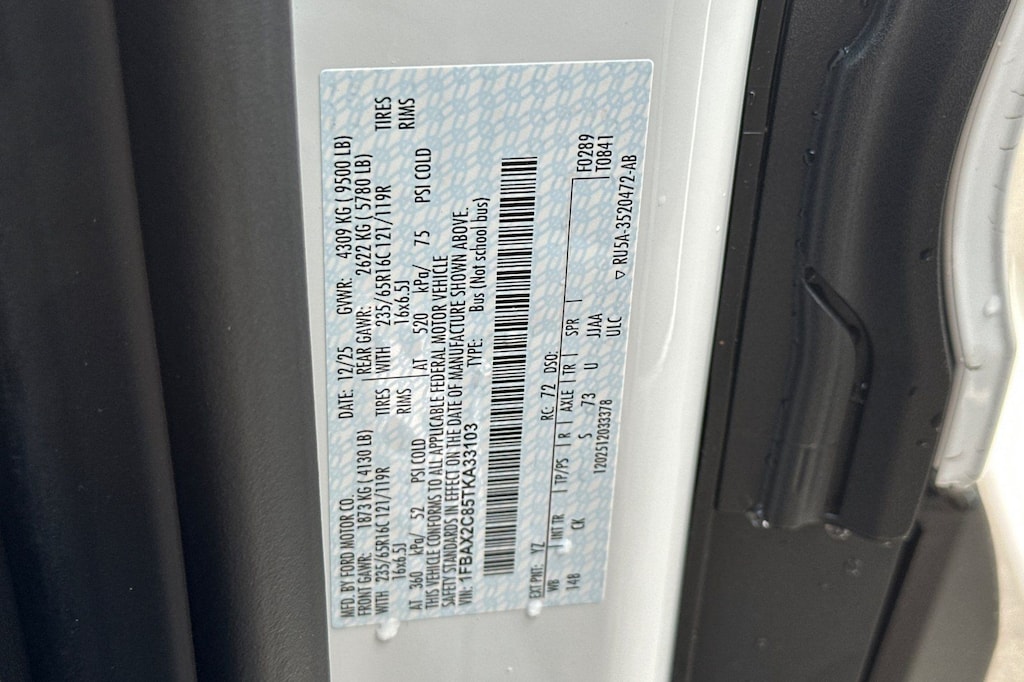 MFD. BY FORD MOTOR CO. DATE: 12/25 GVWR: 4309 KG ( 9500 LB)
FRONT GAWR: 1873 KG ( 4130 LB) REAR GAWR: 2622 KG ( 5780 LB)
WITH 235/65R16C 121/119R TIRES WITH 235/65R16C 121/119R TIRES
16x6.5J RIMS 16x6.5J RIMS
AT 360 kPa/ 52 PSI COLD AT 520 kPa/ 75 PSI COLD
THIS VEHICLE CONFORMS TO ALL APPLICABLE FEDERAL MOTOR VEHICLE
SAFETY STANDARDS IN EFFECT ON THE DATE OF MANUFACTURE SHOWN ABOVE.
VIN: 1FBAX2C85TKA33103 TYPE: Bus (Not school bus)
EXT PNT: YZ RC: 72 DSO: F0289
WB INT TR TP/PS R AXLE TR SPR T0841
148 CK S 73 U JJAA
1202512033378 ULC ▽ RU5A-3520472-AB